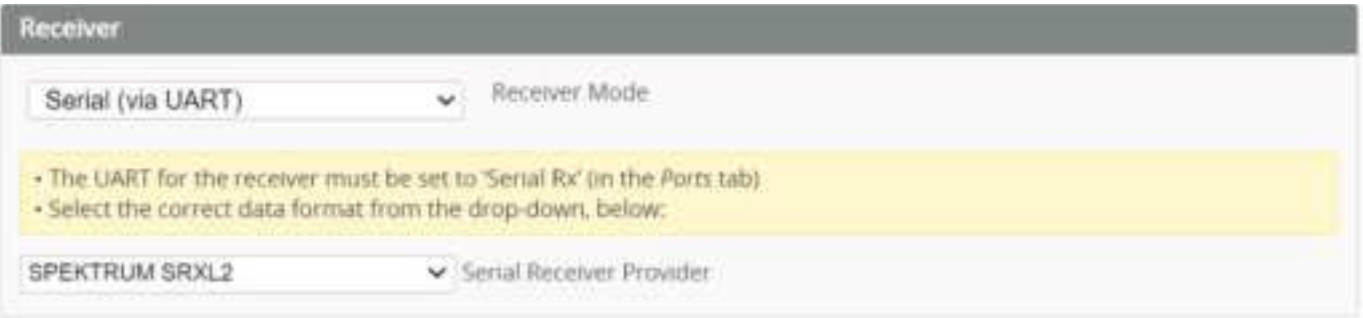 Receiver
Serial (via UART) Receiver Mode
• The UART for the receiver must be set to 'Serial Rx' (in the Ports tab)
• Select the correct data format from the drop-down, below:
SPEKTRUM SRXL2 Serial Receiver Provider